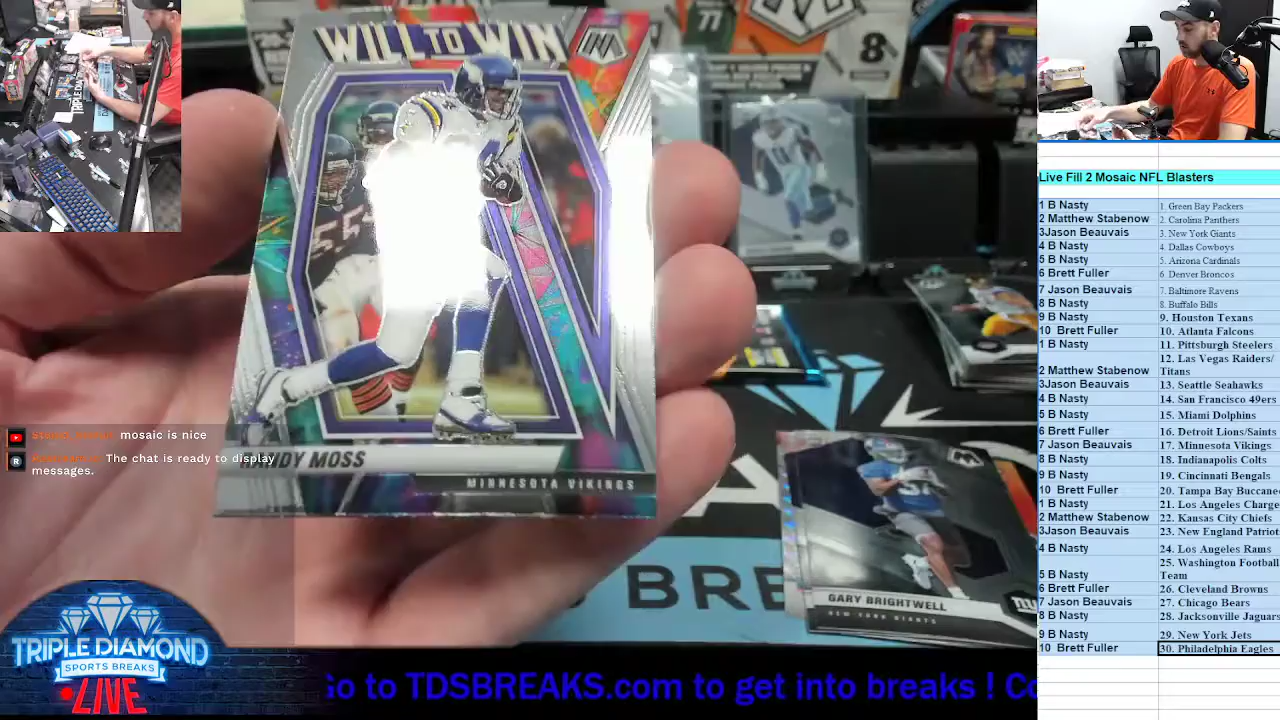 WILL TO WIN
77
8
55
RANDY MOSS
MINNESOTA VIKINGS
mosaic is nice
The chat is ready to display
messages.
GARY BRIGHTWELL
NEW YORK GIANTS
BRE
TRIPLE DIAMOND
SPORTS BREAKS
LIVE
Go to TDSBREAKS.com to get into breaks ! Co
Live Fill 2 Mosaic NFL Blasters
1 B Nasty 1. Green Bay Packers
2 Matthew Stabenow 2. Carolina Panthers
3Jason Beauvais 3. New York Giants
4 B Nasty 4. Dallas Cowboys
5 B Nasty 5. Arizona Cardinals
6 Brett Fuller 6 Denver Broncos
7 Jason Beauvais 7. Baltimore Ravens
8 B Nasty 8. Buffalo Bills
9 B Nasty 9. Houston Texans
10 Brett Fuller 10. Atlanta Falcons
1 B Nasty 11. Pittsburgh Steelers
2 Matthew Stabenow 12. Las Vegas Raiders/
Titans
3Jason Beauvais 13. Seattle Seahawks
4 B Nasty 14. San Francisco 49ers
5 B Nasty 15. Miami Dolphins
6 Brett Fuller 16. Detroit Lions/Saints
7 Jason Beauvais 17. Minnesota Vikings
8 B Nasty 18. Indianapolis Colts
9 B Nasty 19. Cincinnati Bengals
10 Brett Fuller 20. Tampa Bay Buccanee
1 B Nasty 21. Los Angeles Charge
2 Matthew Stabenow 22. Kansas City Chiefs
3Jason Beauvais 23. New England Patriot
4 B Nasty 24. Los Angeles Rams
5 B Nasty 25. Washington Football
Team
6 Brett Fuller 26. Cleveland Browns
7 Jason Beauvais 27. Chicago Bears
8 B Nasty 28. Jacksonville Jaguars
9 B Nasty 29. New York Jets
10 Brett Fuller 30. Philadelphia Eagles